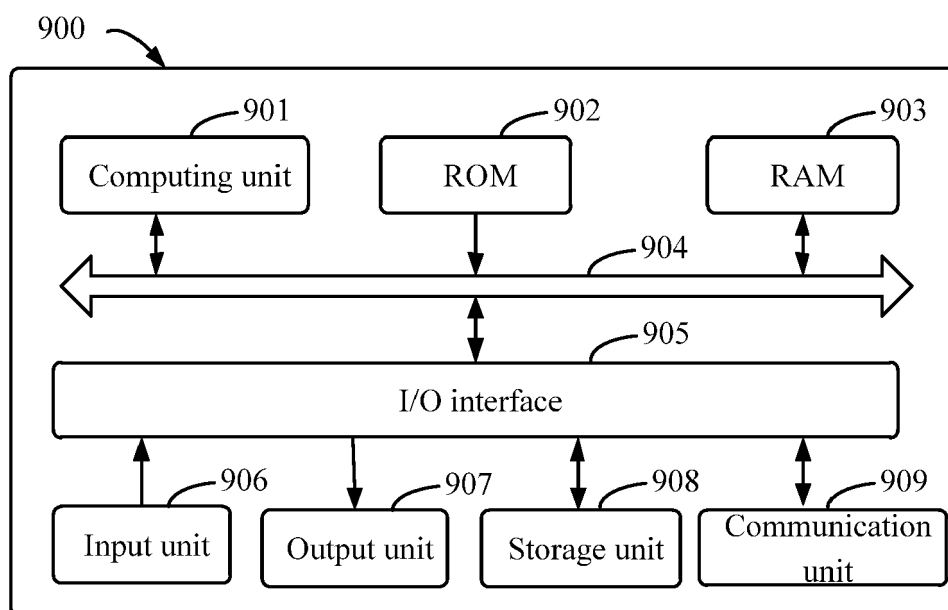 900
901
902
903
Computing unit
ROM
RAM
904
905
I/O interface
906
907
908
909
Input unit
Output unit
Storage unit
Communication
unit